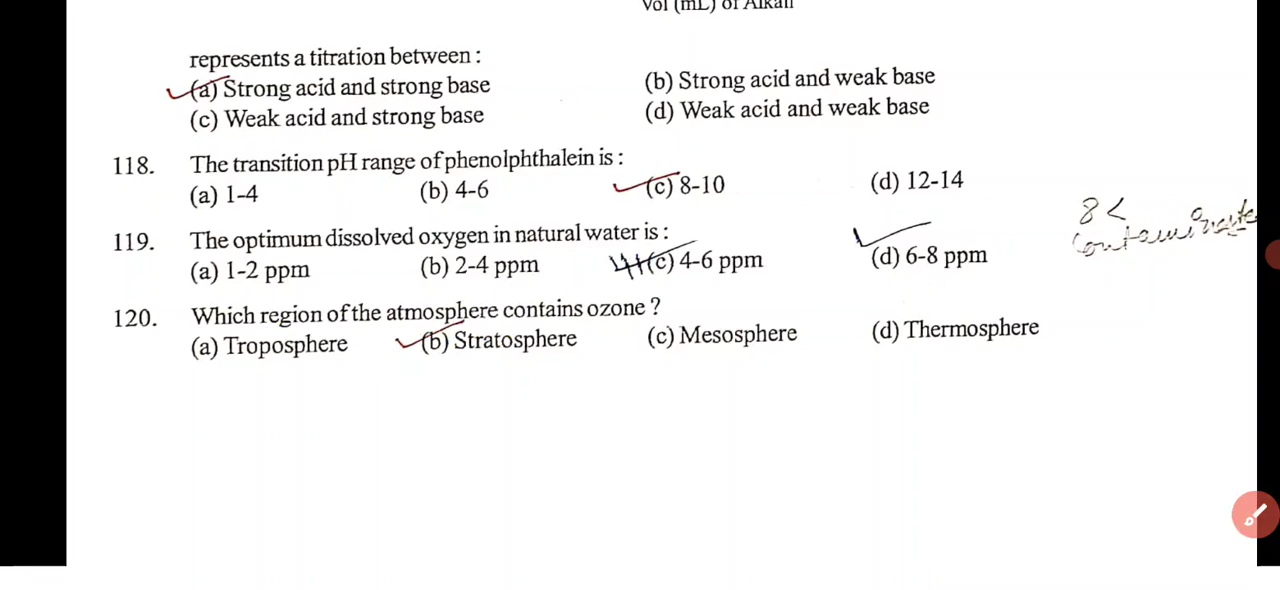 Vol (mL) of Alkali
represents a titration between :
(a) Strong acid and strong base (b) Strong acid and weak base
(c) Weak acid and strong base (d) Weak acid and weak base
118. The transition pH range of phenolphthalein is :
(a) 1-4 (b) 4-6 (c) 8-10 (d) 12-14
8 <
119. The optimum dissolved oxygen in natural water is :
(a) 1-2 ppm (b) 2-4 ppm (c) 4-6 ppm (d) 6-8 ppm
120. Which region of the atmosphere contains ozone ?
(a) Troposphere (b) Stratosphere (c) Mesosphere (d) Thermosphere